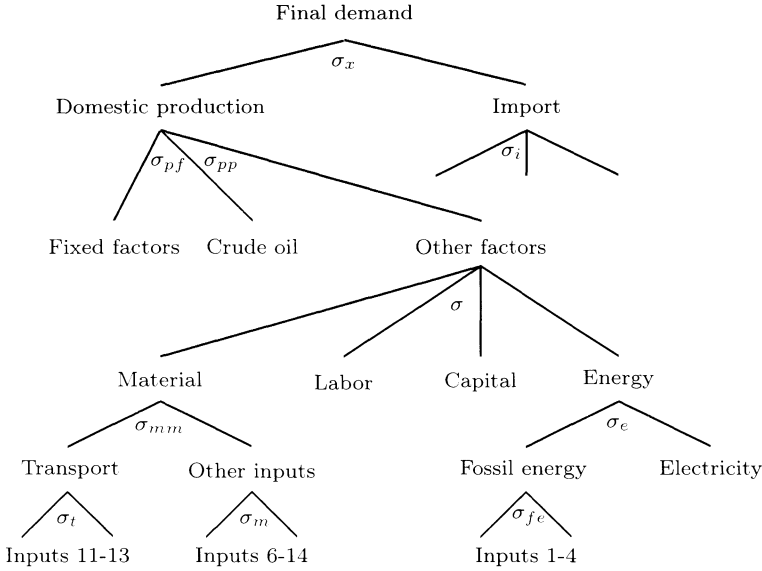 Final demand
σx
Domestic production
Import
σpf
σpp
σi
Fixed factors
Crude oil
Other factors
σ
Material
Labor
Capital
Energy
σmm
σe
Transport
Other inputs
Fossil energy
Electricity
σt
σm
σfe
Inputs 11-13
Inputs 6-14
Inputs 1-4